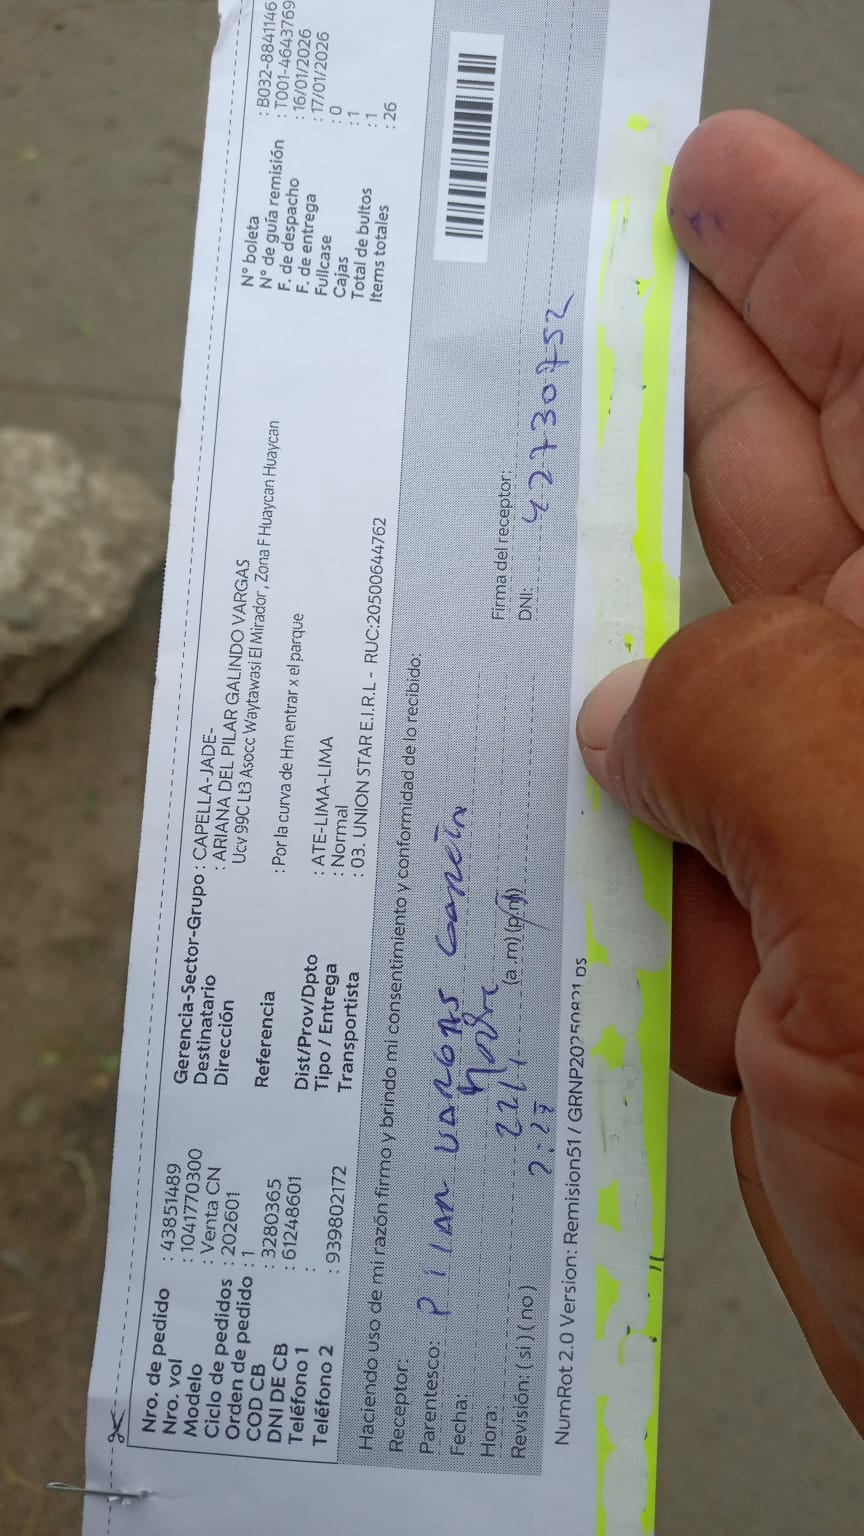 Nro. de pedido : 43851489
Nro. vol : 1041770300
Modelo : Venta CN
Ciclo de pedidos : 202601
Orden de pedido : 1
COD CB : 3280365
DNI DE CB : 61248601
Teléfono 1 :
Teléfono 2 : 939802172
Gerencia-Sector-Grupo : CAPELLA-JADE-
Destinatario : ARIANA DEL PILAR GALINDO VARGAS
Dirección Ucv 99C Lt3 Asocc Waytawasi El Mirador , Zona F Huaycan Huaycan
Referencia : Por la curva de Hm entrar x el parque
Dist/Prov/Dpto : ATE-LIMA-LIMA
Tipo / Entrega : Normal
Transportista : 03. UNION STAR E.I.R.L - RUC:20500644762
N° boleta : B032-8841146
N° de guía remisión : T001-4643769
F. de despacho : 16/01/2026
F. de entrega : 17/01/2026
Fullcase : 0
Cajas : 1
Total de bultos : 1
Items totales : 26
Haciendo uso de mi razón firmo y brindo mi consentimiento y conformidad de lo recibido:
Receptor: PILAR VARGAS
Parentesco:
Fecha: 22/1
Hora: 2:27 (a .m) (p.m)
Revisión: ( si ) ( no )
Firma del receptor:
DNI: 42730752
NumRot 2.0 Version: Remision51 / GRNP20250821 ps